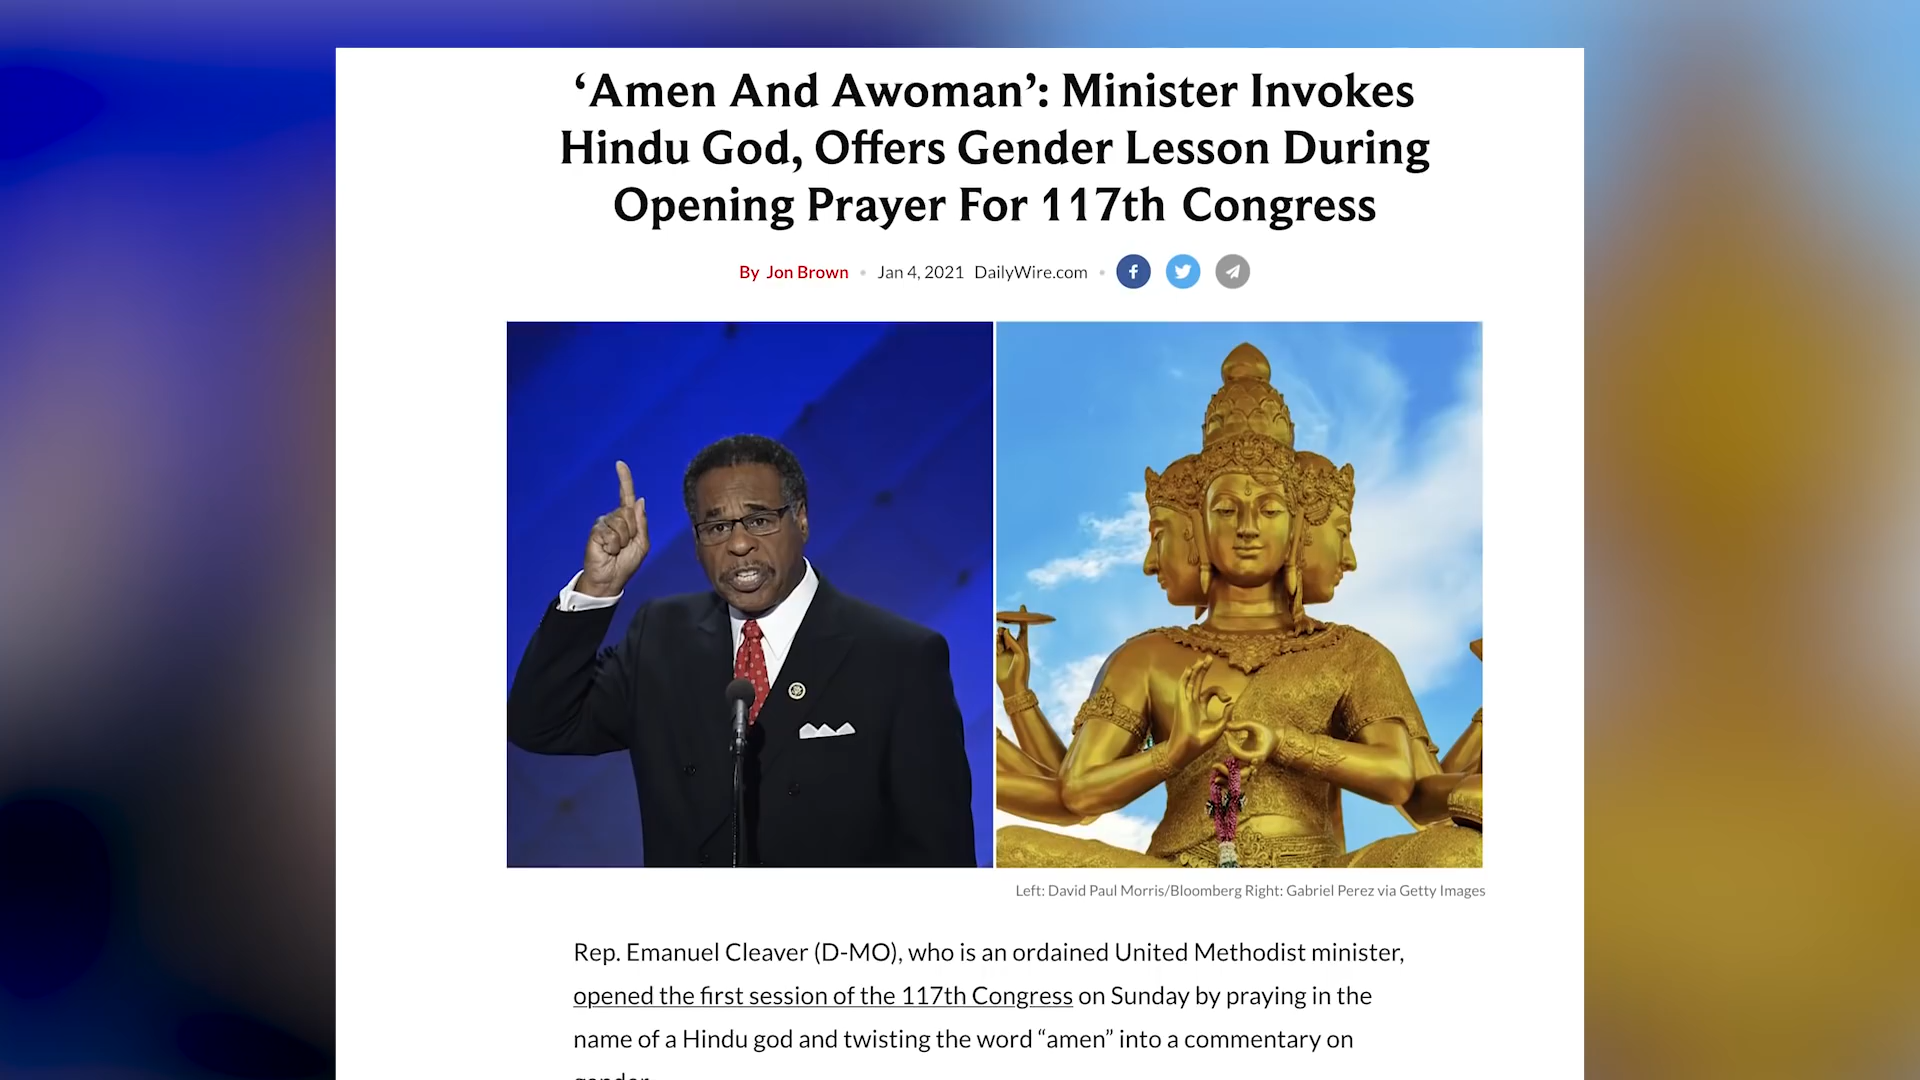 ‘Amen And Awoman’: Minister Invokes
Hindu God, Offers Gender Lesson During
Opening Prayer For 117th Congress
By Jon Brown • Jan 4, 2021 DailyWire.com •
Left: David Paul Morris/Bloomberg Right: Gabriel Perez via Getty Images
Rep. Emanuel Cleaver (D-MO), who is an ordained United Methodist minister,
opened the first session of the 117th Congress on Sunday by praying in the
name of a Hindu god and twisting the word “amen” into a commentary on